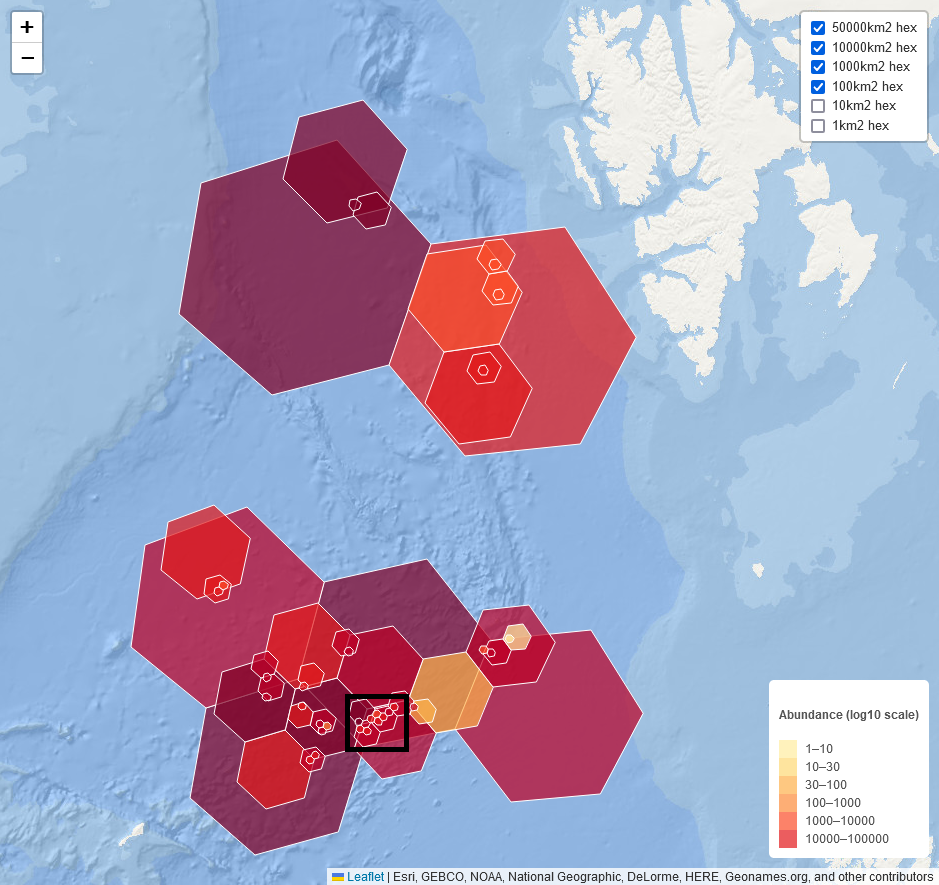 +
−
50000km2 hex
10000km2 hex
1000km2 hex
100km2 hex
10km2 hex
1km2 hex
Abundance (log10 scale)
1–10
10–30
30–100
100–1000
1000–10000
10000–100000
Leaflet | Esri, GEBCO, NOAA, National Geographic, DeLorme, HERE, Geonames.org, and other contributors